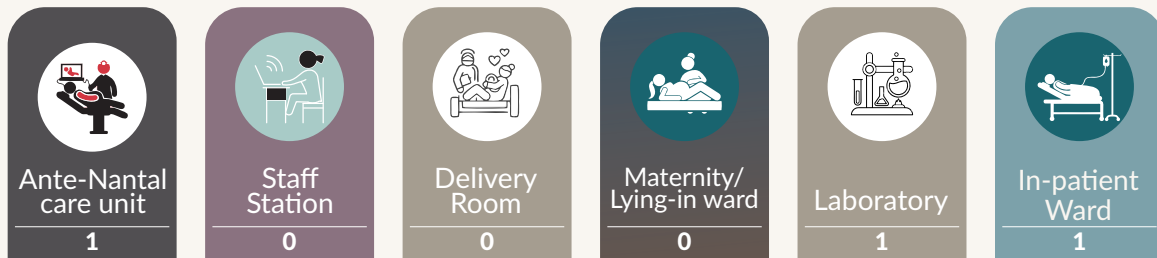 Ante-Nantal
care unit
1
Staff
Station
0
Delivery
Room
0
Maternity/
Lying-in ward
0
Laboratory
1
In-patient
Ward
1